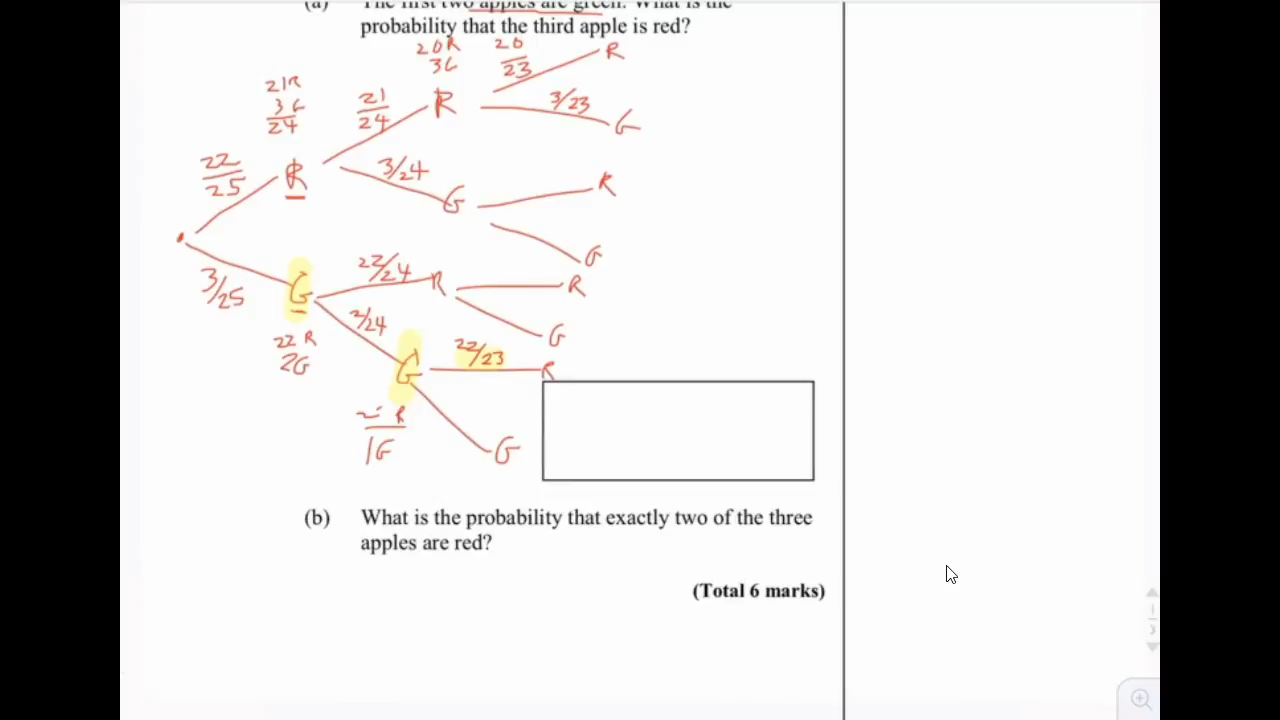 (a) The first two apples are green. What is the
probability that the third apple is red?
20R
3G
20
23
R
3/23
G
21R
3G
24
21
24
R
22
25
R
3/24
G
R
G
3/25
G
22/24
R
R
G
22 R
2G
2/24
G
22/23
R
R
1G
G
(b) What is the probability that exactly two of the three
apples are red?
(Total 6 marks)
1
3